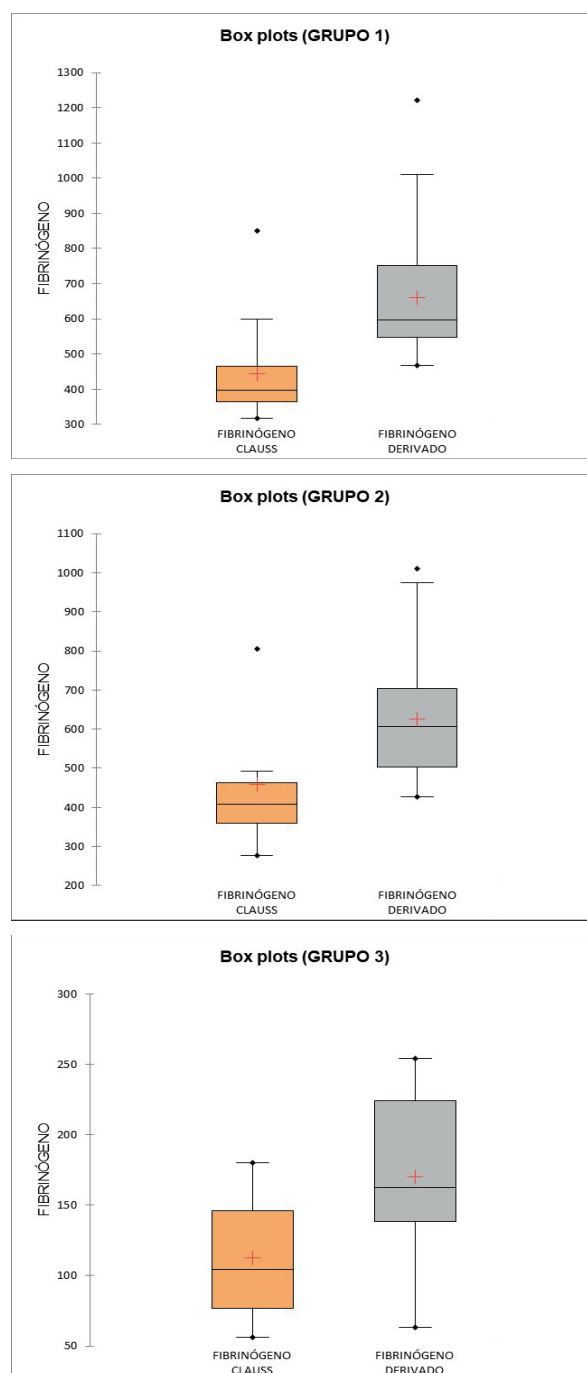 Box plots (GRUPO 1)
1300
1200
1100
1000
900
800
700
600
500
400
300
FIBRINÓGENO
FIBRINÓGENO
CLAUSS
FIBRINÓGENO
DERIVADO
Box plots (GRUPO 2)
1100
1000
900
800
700
600
500
400
300
200
FIBRINÓGENO
FIBRINÓGENO
CLAUSS
FIBRINÓGENO
DERIVADO
Box plots (GRUPO 3)
300
250
200
150
100
50
FIBRINÓGENO
FIBRINÓGENO
CLAUSS
FIBRINÓGENO
DERIVADO